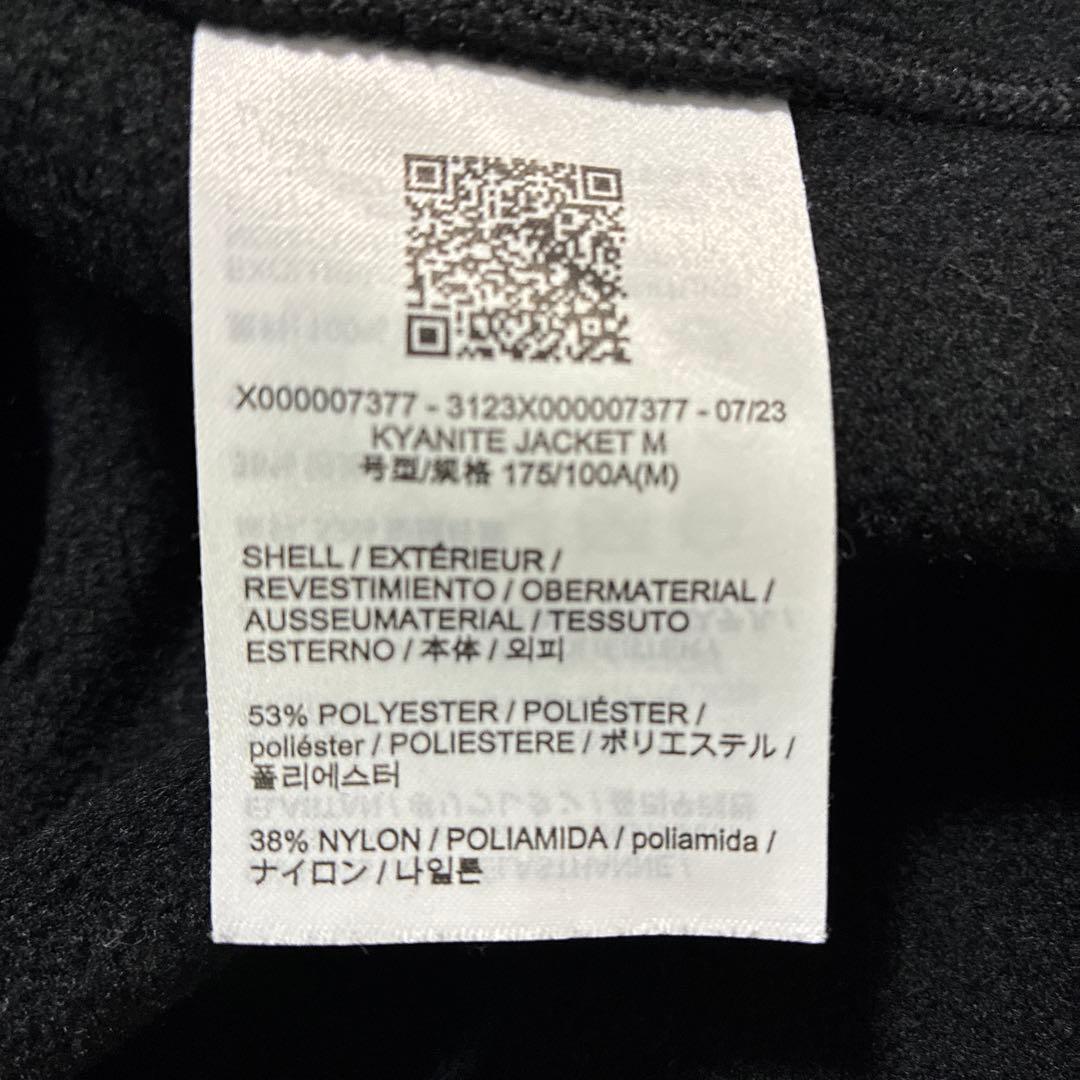 X000007377 - 3123X000007377 - 07/23
KYANITE JACKET M
号型/规格 175/100A(M)
SHELL / EXTÉRIEUR /
REVESTIMIENTO / OBERMATERIAL /
AUSSEUMATERIAL / TESSUTO
ESTERNO / 本体 / 외피
53% POLYESTER / POLIÉSTER /
poliéster / POLIESTERE / ポリエステル /
폴리에스터
38% NYLON / POLIAMIDA / poliamida /
ナイロン / 나일론